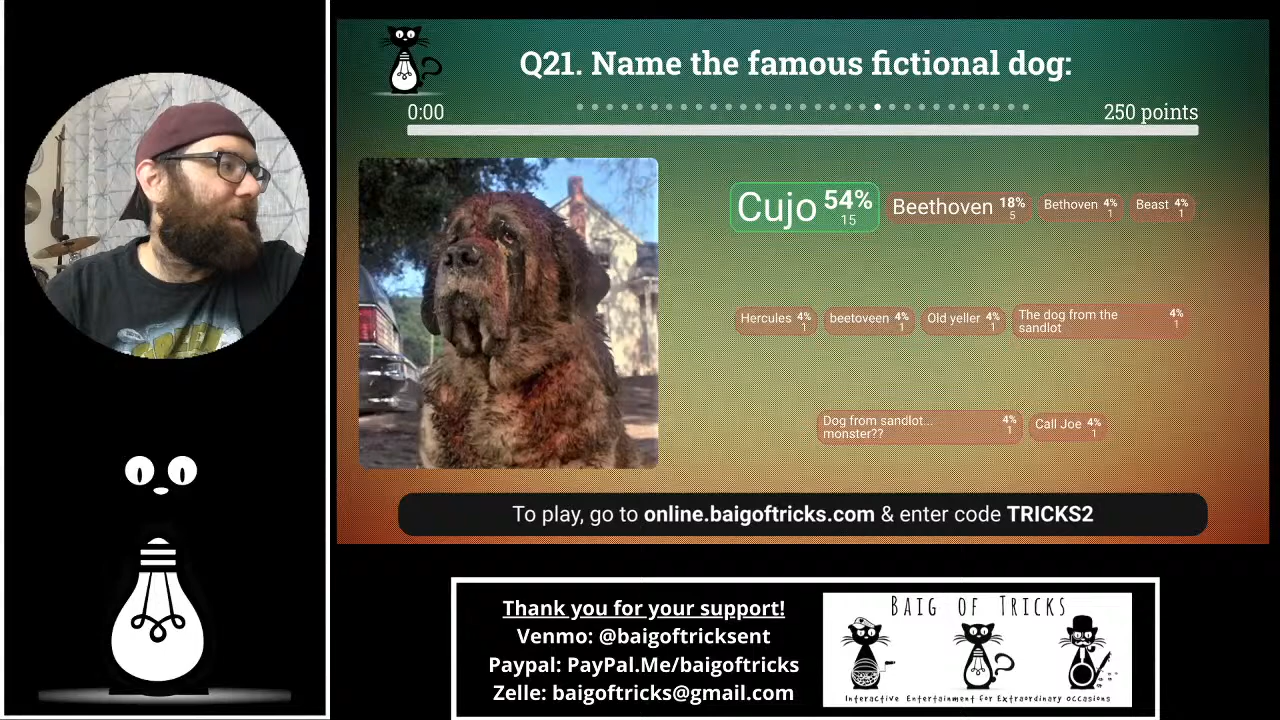 Q21. Name the famous fictional dog:
0:00
250 points
Cujo 54% 15
Beethoven 18% 5
Bethoven 4% 1
Beast 4% 1
Hercules 4% 1
beetoveen 4% 1
Old yeller 4% 1
The dog from the
sandlot 4% 1
Dog from sandlot...
monster?? 4% 1
Call Joe 4% 1
To play, go to online.baigoftricks.com & enter code TRICKS2
Thank you for your support!
Venmo: @baigoftricksent
Paypal: PayPal.Me/baigoftricks
Zelle: baigoftricks@gmail.com
BAIG OF TRICKS
Interactive Entertainment for Extraordinary occasions